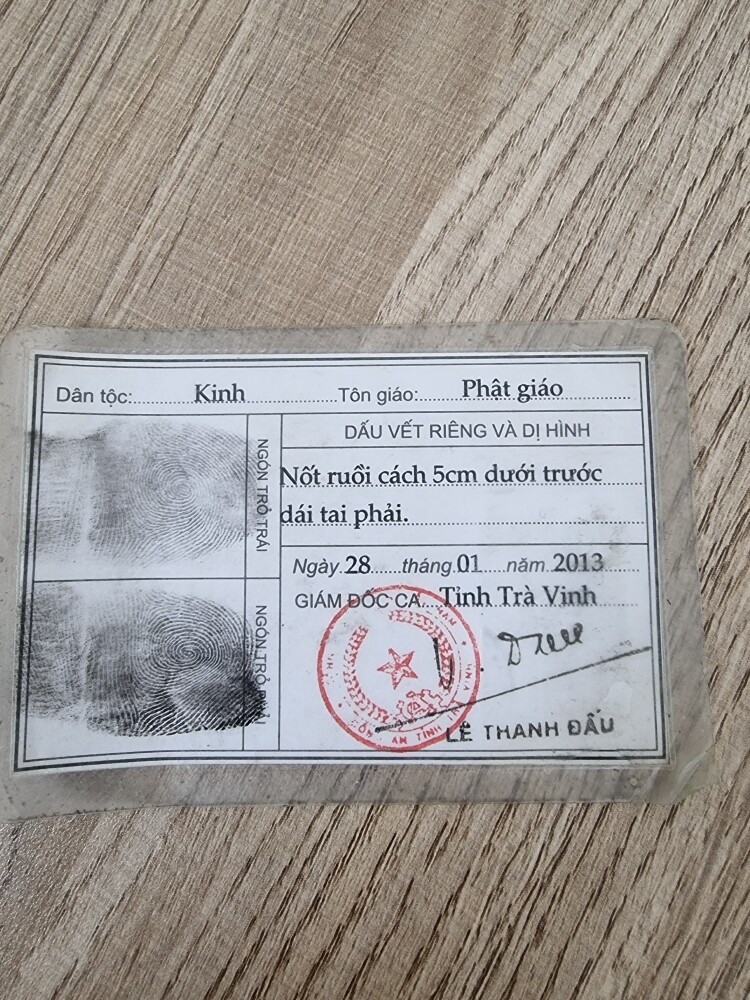 Dân tộc: Kinh Tôn giáo: Phật giáo
NGÓN TRỎ TRÁI
NGÓN TRỎ PHẢI
DẤU VẾT RIÊNG VÀ DỊ HÌNH
Nốt ruồi cách 5cm dưới trước
dái tai phải.
Ngày 28 tháng 01 năm 2013
GIÁM ĐỐC CA Tỉnh Trà Vinh
LÊ THANH ĐẤU